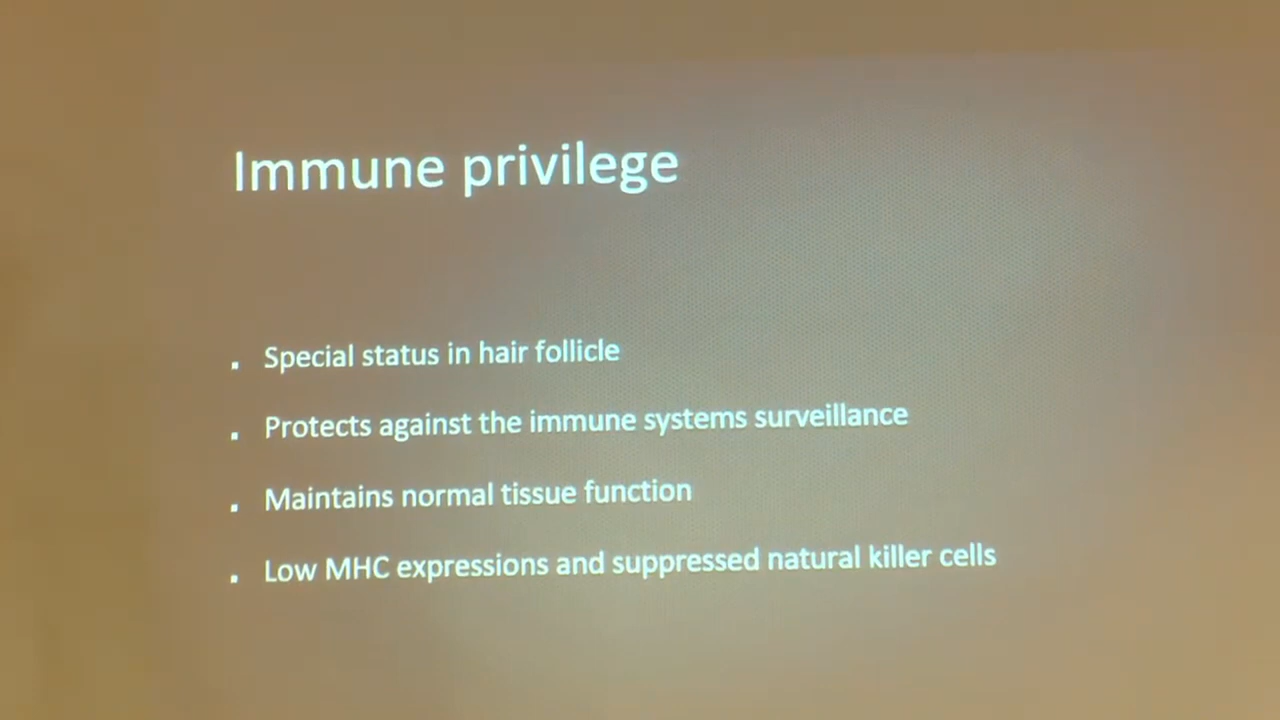 Immune privilege
. Special status in hair follicle
. Protects against the immune systems surveillance
. Maintains normal tissue function
. Low MHC expressions and suppressed natural killer cells